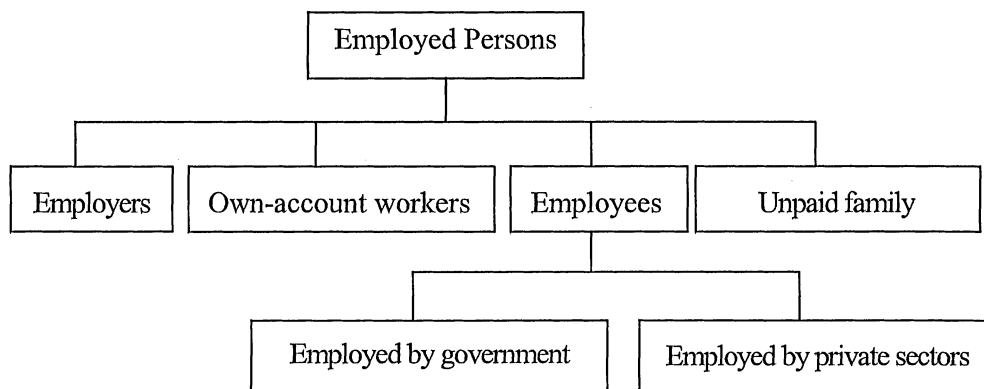 Employed Persons
Employers
Own-account workers
Employees
Unpaid family
Employed by government
Employed by private sectors